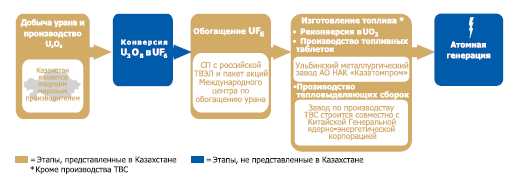 Добыча урана и
производство
U₃O₈
Казахстан
является
ведущим
мировым
производителем
Конверсия
U₃O₈ в UF₆
Обогащение UF₆
СП с российской
ТВЭЛ и пакет акций
Международного
центра по
обогащению урана
Изготовление топлива *
• Реконверсия в UO₂
• Производство топливных
таблеток
Ульбинский металлургический
завод АО НАК «Казатомпром»
•Прозиводство
тепловыделяющих сборок
Завод по производству
ТВС строится совместно с
Китайской Генеральной
ядерно-энергетической
корпорацией
Атомная
генерация
=Этапы, представленные в Казахстане
=Этапы, не представленные в Казахстане
*Кроме производства ТВС